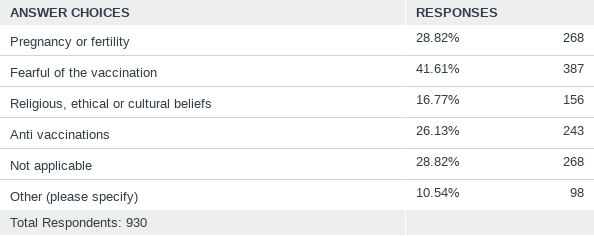 ANSWER CHOICES RESPONSES
Pregnancy or fertility 28.82% 268
Fearful of the vaccination 41.61% 387
Religious, ethical or cultural beliefs 16.77% 156
Anti vaccinations 26.13% 243
Not applicable 28.82% 268
Other (please specify) 10.54% 98
Total Respondents: 930